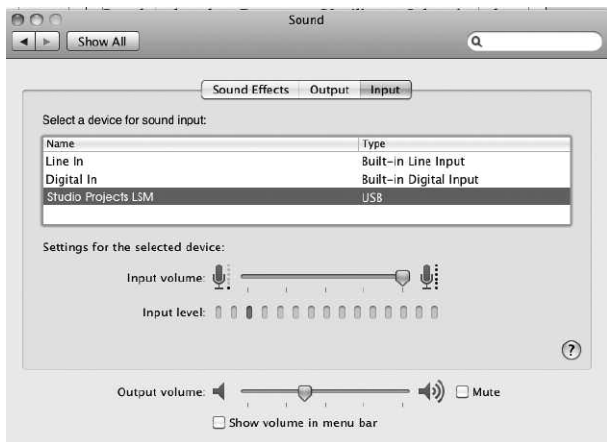 Sound
Show All
Sound Effects Output Input
Select a device for sound input:
Name Type
Line In Built-in Line Input
Digital In Built-in Digital Input
Studio Projects LSM USB
Settings for the selected device:
Input volume:
Input level:
?
Output volume: Mute
Show volume in menu bar